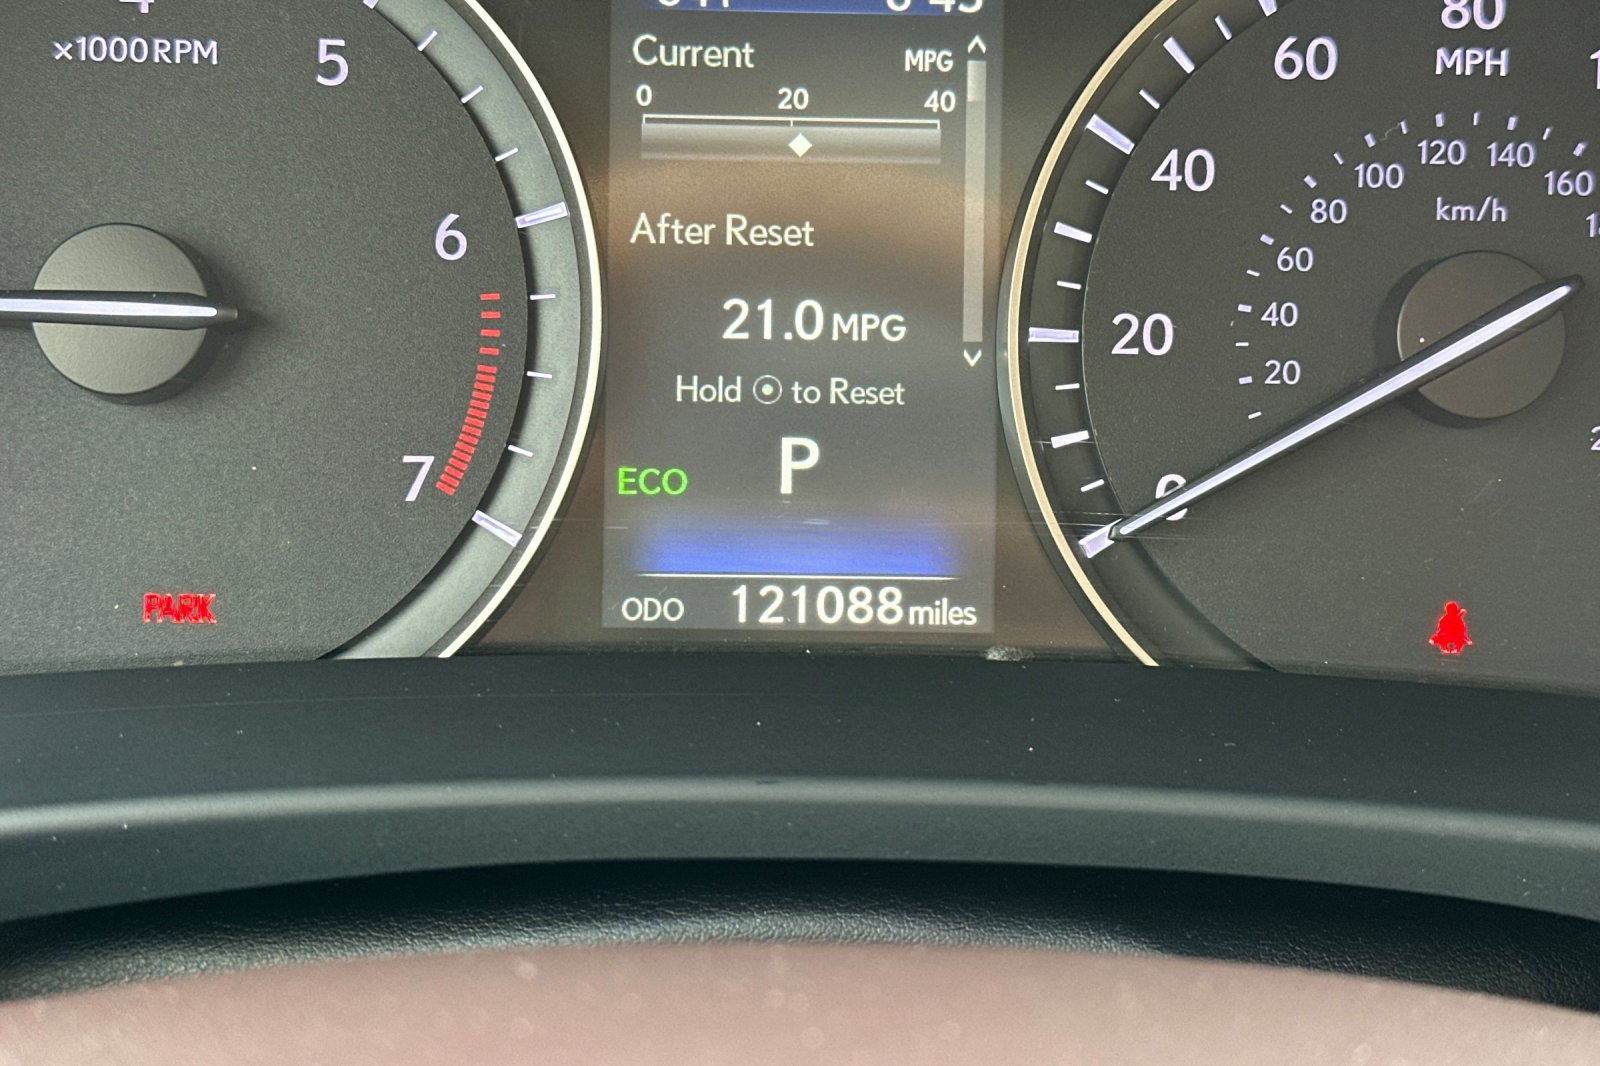 ×1000RPM
5
6
7
PARK
Current MPG
0 20 40
After Reset
21.0 MPG
Hold to Reset
P
ECO
ODO 121088 miles
80
MPH
60
40
20
0
120 140
100 160
80 km/h
60
40
20